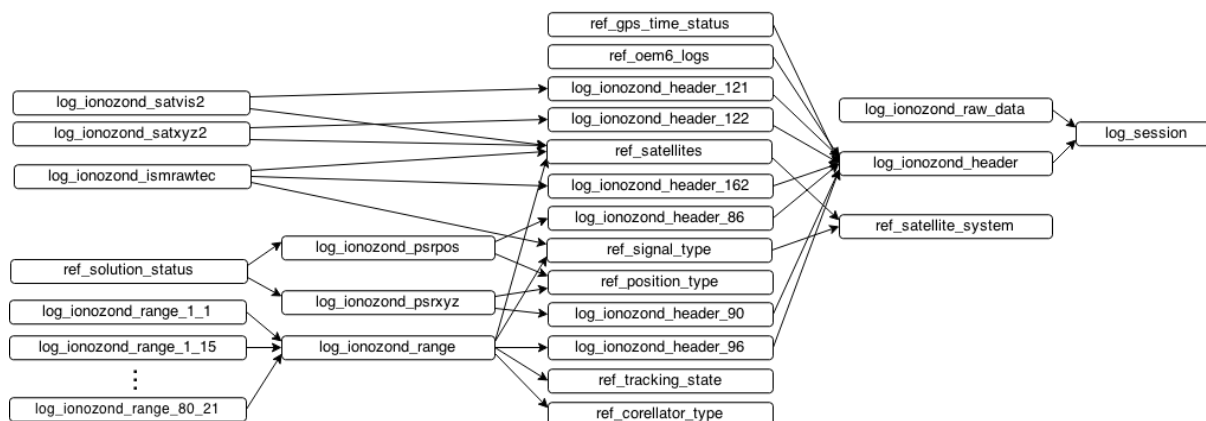 log_ionozond_satvis2
log_ionozond_satxyz2
log_ionozond_ismrawtec
ref_solution_status
log_ionozond_range_1_1
log_ionozond_range_1_15
log_ionozond_range_80_21
log_ionozond_psrpos
log_ionozond_psrxyz
log_ionozond_range
ref_gps_time_status
ref_oem6_logs
log_ionozond_header_121
log_ionozond_header_122
ref_satellites
log_ionozond_header_162
log_ionozond_header_86
ref_signal_type
ref_position_type
log_ionozond_header_90
log_ionozond_header_96
ref_tracking_state
ref_corellator_type
log_ionozond_raw_data
log_ionozond_header
ref_satellite_system
log_session